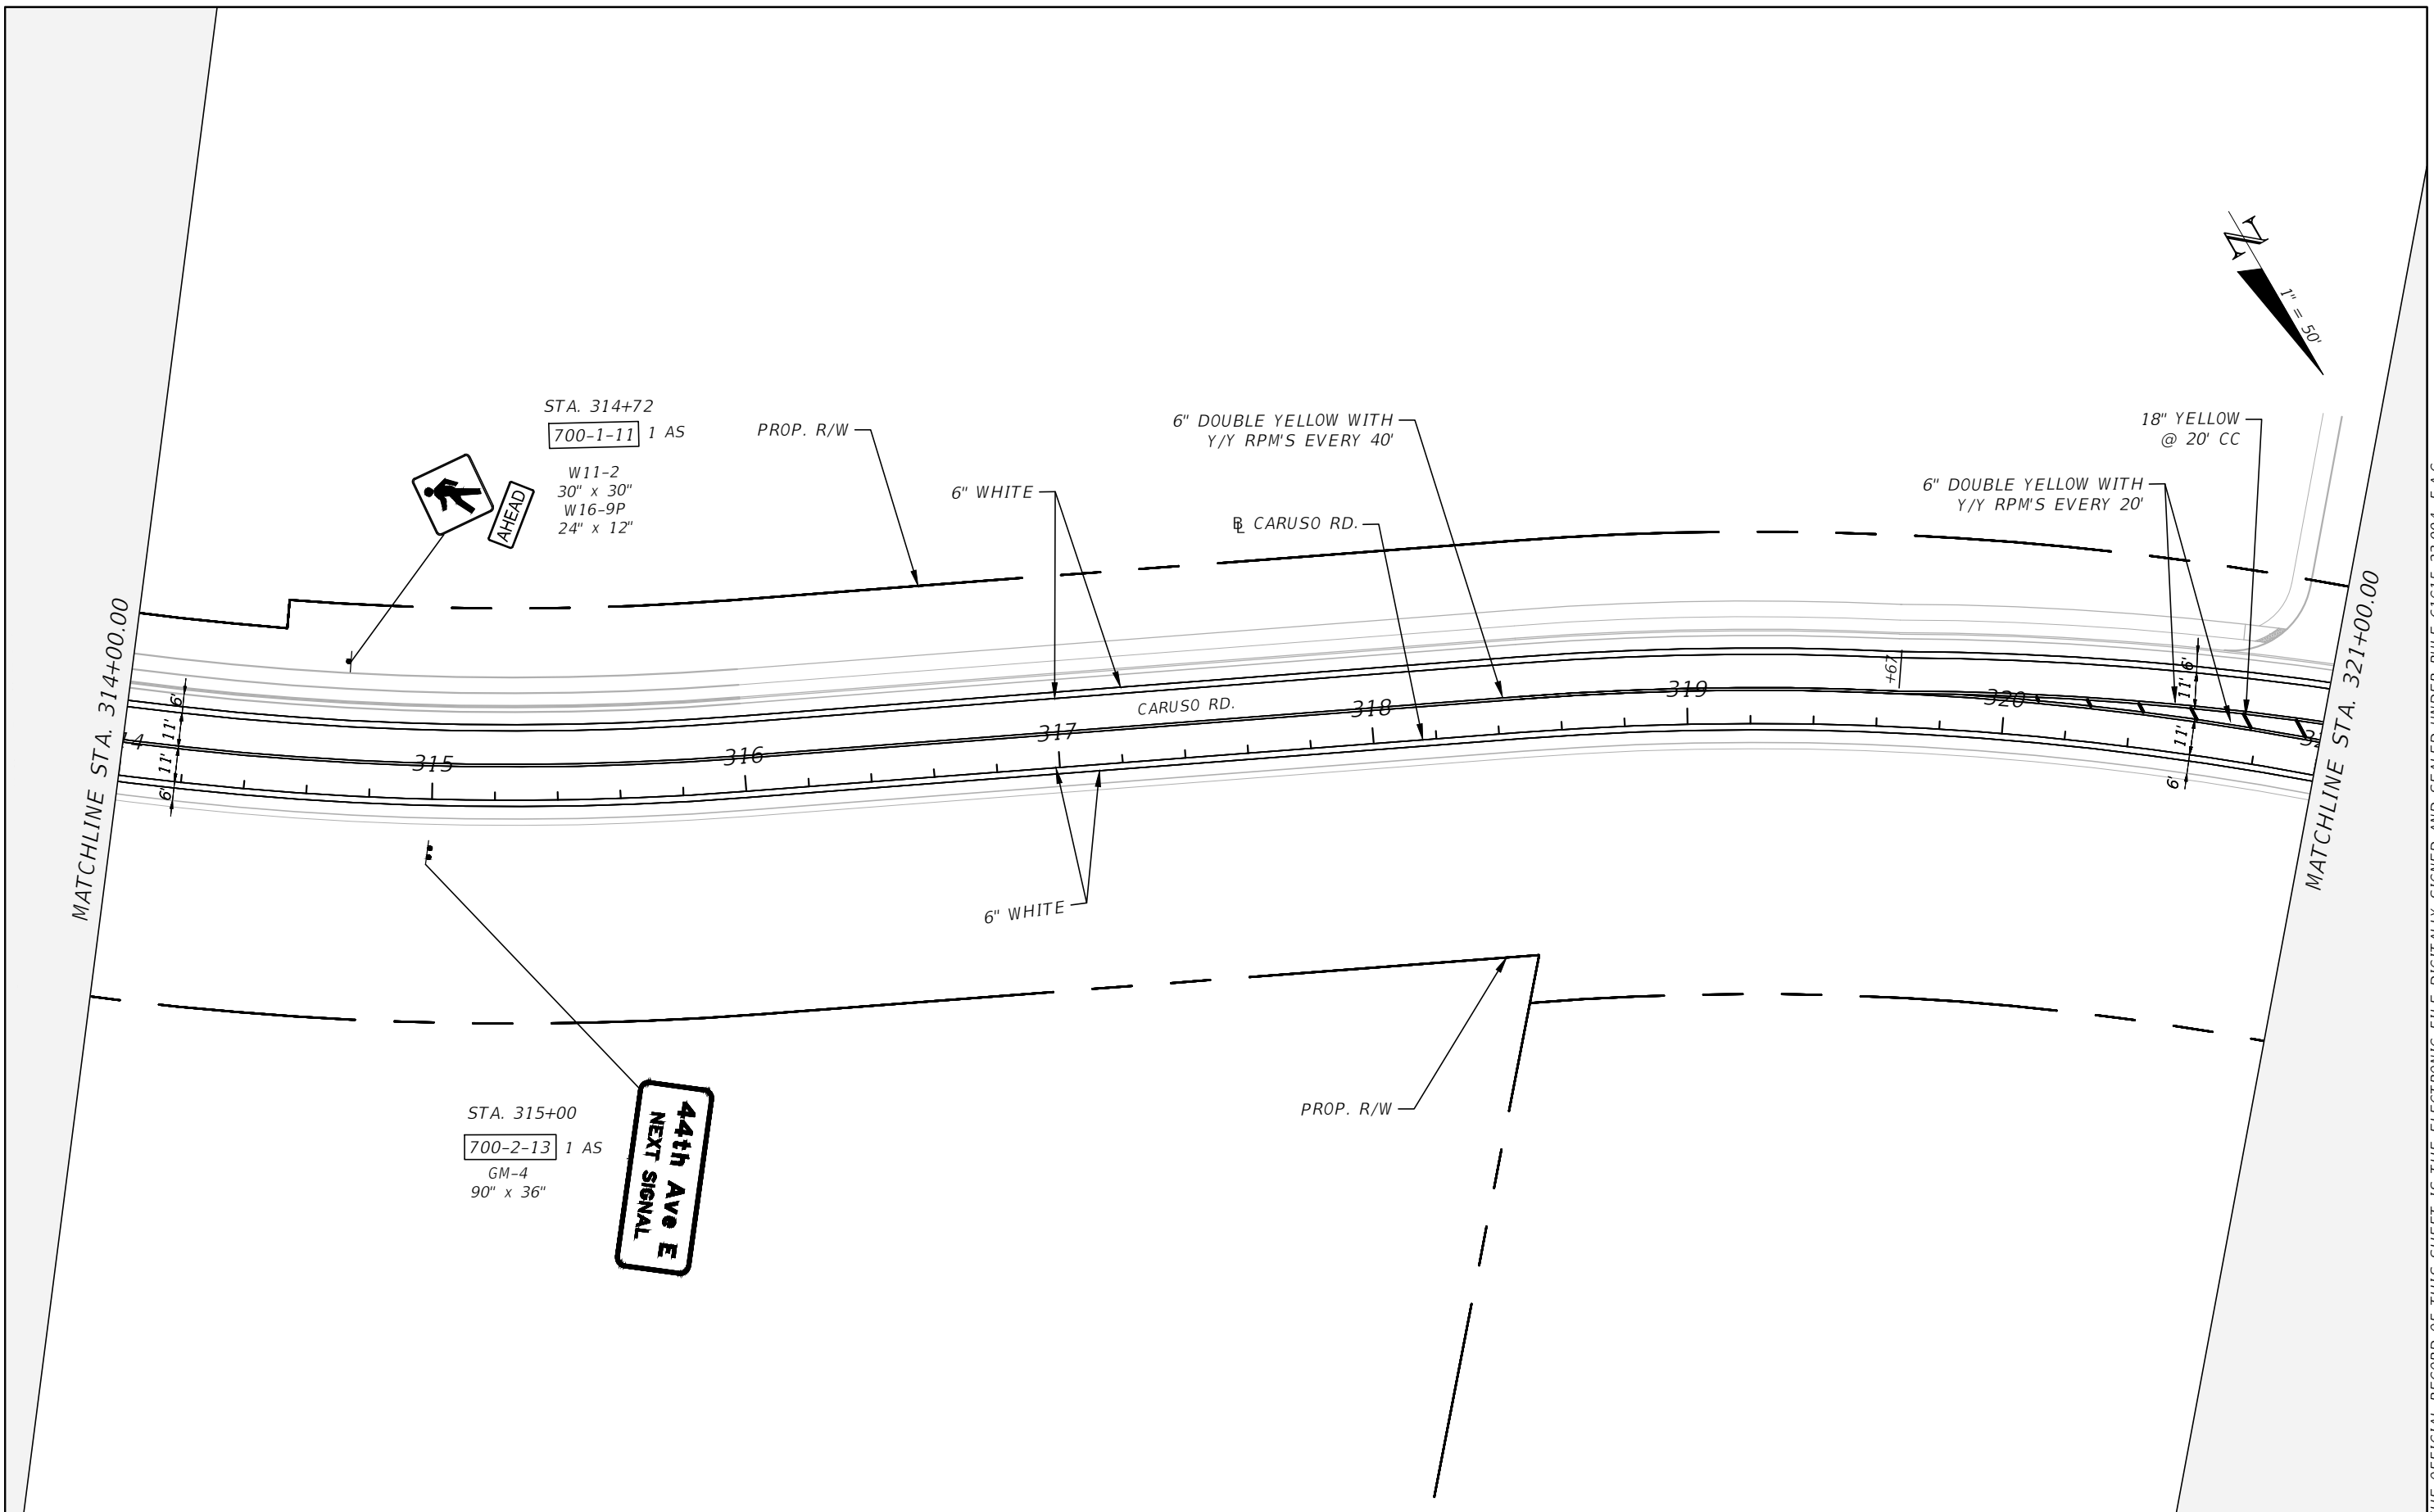 STA. 314+72
700-1-11 1 AS
W11-2
30" x 30"
W16-9P
24" x 12"
AHEAD
PROP. R/W
6" WHITE
6" DOUBLE YELLOW WITH
Y/Y RPM'S EVERY 40'
BL CARUSO RD.
18" YELLOW
@ 20' CC
6" DOUBLE YELLOW WITH
Y/Y RPM'S EVERY 20'
N
1" = 50'
MATCHLINE STA. 314+00.00
MATCHLINE STA. 321+00.00
6'
11'
11'
6'
315
316
317
318
319
320
CARUSO RD.
+67
6'
11'
11'
6'
6" WHITE
PROP. R/W
STA. 315+00
700-2-13 1 AS
GM-4
90" x 36"
44th Ave E
NEXT SIGNAL